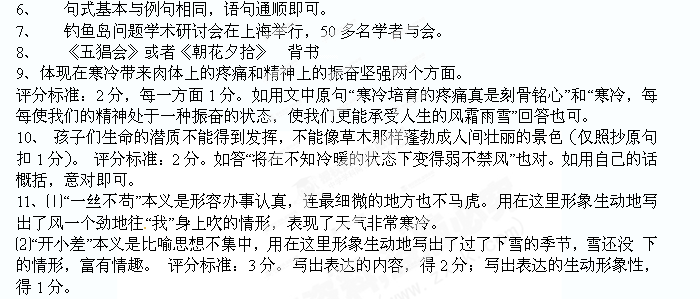 6、 句式基本与例句相同，语句通顺即可。
7、 钓鱼岛问题学术研讨会在上海举行，50多名学者与会。
8、 《五猖会》或者《朝花夕拾》 背书
9、体现在寒冷带来肉体上的疼痛和精神上的振奋坚强两个方面。
评分标准：2分，每一方面1分。如用文中原句“寒冷培育的疼痛真是刻骨铭心”和“寒冷，每
每使我们的精神处于一种振奋的状态，使我们更能承受人生的风霜雨雪”回答也可。
10、 孩子们生命的潜质不能得到发挥，不能像草木那样蓬勃成人间壮丽的景色（仅照抄原句
扣1分）。 评分标准：2分。如答“将在不知冷暖的状态下变得弱不禁风”也对。如用自己的话
概括，意对即可。
11、⑴“一丝不苟”本义是形容办事认真，连最细微的地方也不马虎。用在这里形象生动地写
出了风一个劲地往“我”身上吹的情形，表现了天气非常寒冷。
⑵“开小差”本义是比喻思想不集中，用在这里形象生动地写出了过了下雪的季节，雪还没 下
的情形，富有情趣。 评分标准：3分。写出表达的内容，得2分；写出表达的生动形象性，
得1分。